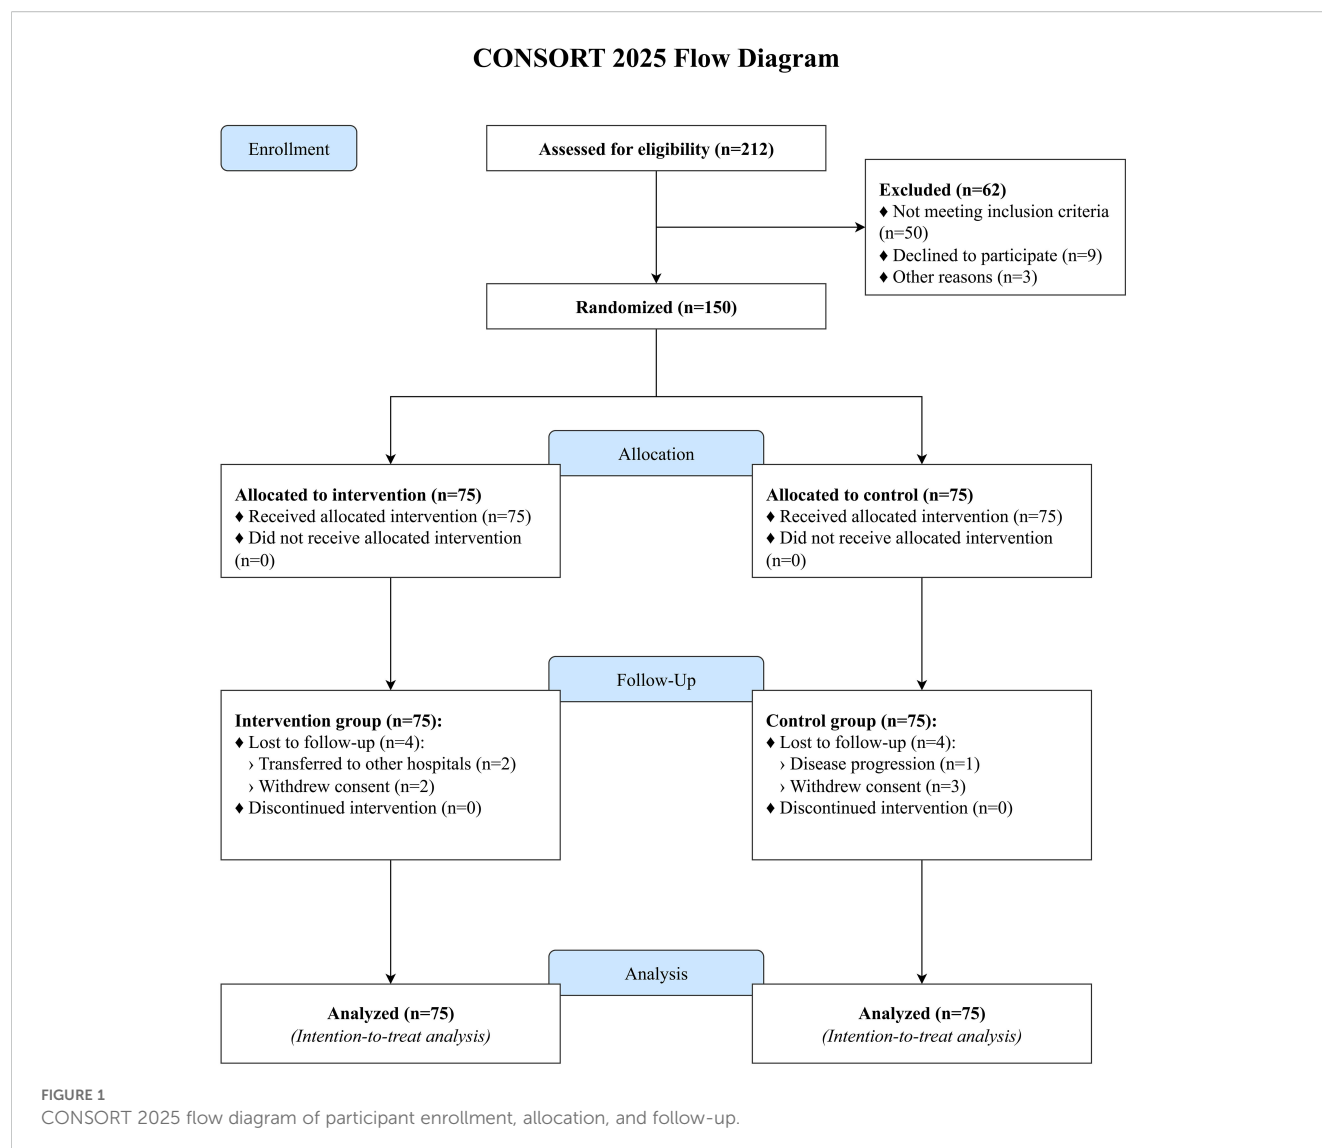 CONSORT 2025 Flow Diagram
Enrollment
Assessed for eligibility (n=212)
Excluded (n=62)
♦ Not meeting inclusion criteria
(n=50)
♦ Declined to participate (n=9)
♦ Other reasons (n=3)
Randomized (n=150)
Allocation
Allocated to intervention (n=75)
♦ Received allocated intervention (n=75)
♦ Did not receive allocated intervention
(n=0)
Allocated to control (n=75)
♦ Received allocated intervention (n=75)
♦ Did not receive allocated intervention
(n=0)
Follow-Up
Intervention group (n=75):
♦ Lost to follow-up (n=4):
› Transferred to other hospitals (n=2)
› Withdrew consent (n=2)
♦ Discontinued intervention (n=0)
Control group (n=75):
♦ Lost to follow-up (n=4):
› Disease progression (n=1)
› Withdrew consent (n=3)
♦ Discontinued intervention (n=0)
Analysis
Analyzed (n=75)
(Intention-to-treat analysis)
Analyzed (n=75)
(Intention-to-treat analysis)
FIGURE 1
CONSORT 2025 flow diagram of participant enrollment, allocation, and follow-up.